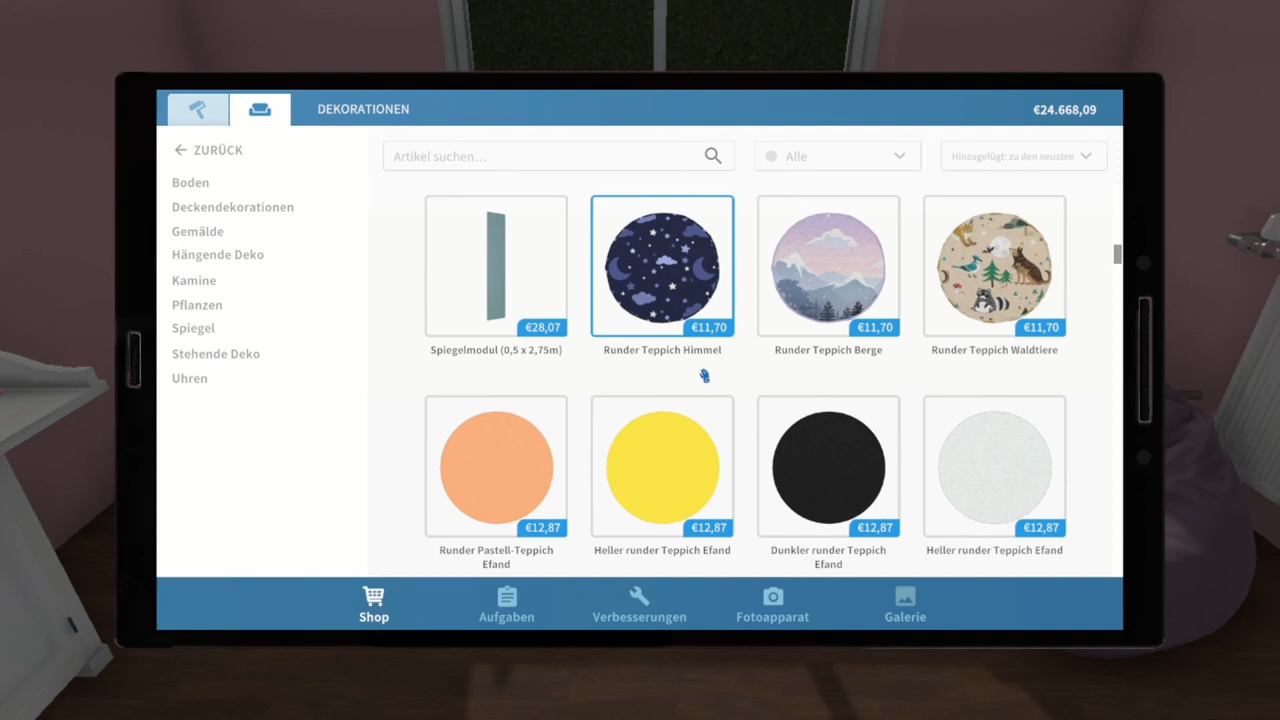 DEKORATIONEN
€24.668,09
ZURÜCK
Boden
Deckendekorationen
Gemälde
Hängende Deko
Kamine
Pflanzen
Spiegel
Stehende Deko
Uhren
Artikel suchen...
Alle
Hinzugefügt: zu den neusten
€28,07
€11,70
€11,70
€11,70
Spiegelmodul (0,5 x 2,75m)
Runder Teppich Himmel
Runder Teppich Berge
Runder Teppich Waldtiere
€12,87
€12,87
€12,87
€12,87
Runder Pastell-Teppich
Efand
Heller runder Teppich Efand
Dunkler runder Teppich
Efand
Heller runder Teppich Efand
Shop
Aufgaben
Verbesserungen
Fotoapparat
Galerie